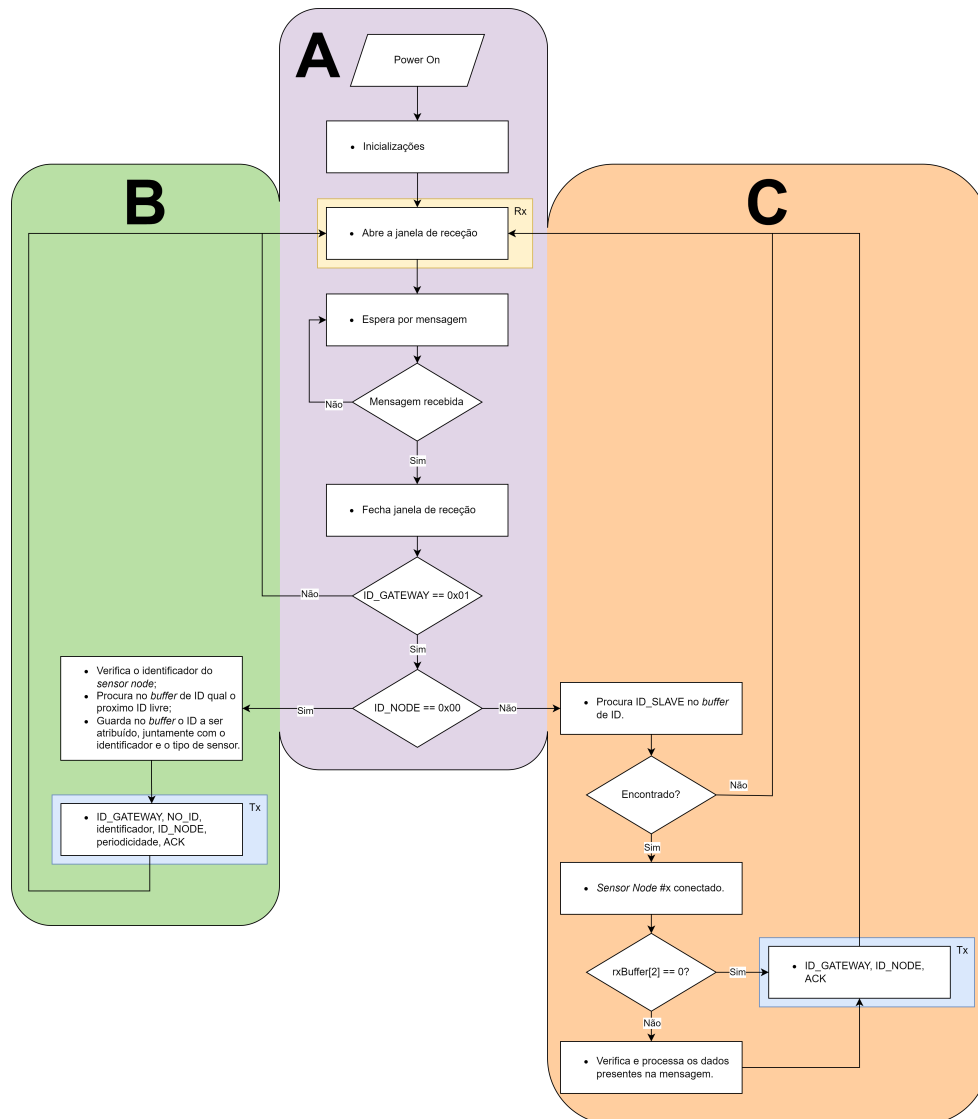 A
Power On
• Inicializações
B
C
Rx
• Abre a janela de receção
• Espera por mensagem
Mensagem recebida
Não
Sim
• Fecha janela de receção
ID_GATEWAY == 0x01
Não
Sim
ID_NODE == 0x00
Sim
Não
• Verifica o identificador do
sensor node;
• Procura no buffer de ID qual o
proximo ID livre;
• Guarda no buffer o ID a ser
atribuído, juntamente com o
identificador e o tipo de sensor.
Tx
• ID_GATEWAY, NO_ID,
identificador, ID_NODE,
periodicidade, ACK
• Procura ID_SLAVE no buffer
de ID.
Encontrado?
Não
Sim
• Sensor Node #x conectado.
rxBuffer[2] == 0?
Sim
Não
Tx
• ID_GATEWAY, ID_NODE,
ACK
• Verifica e processa os dados
presentes na mensagem.